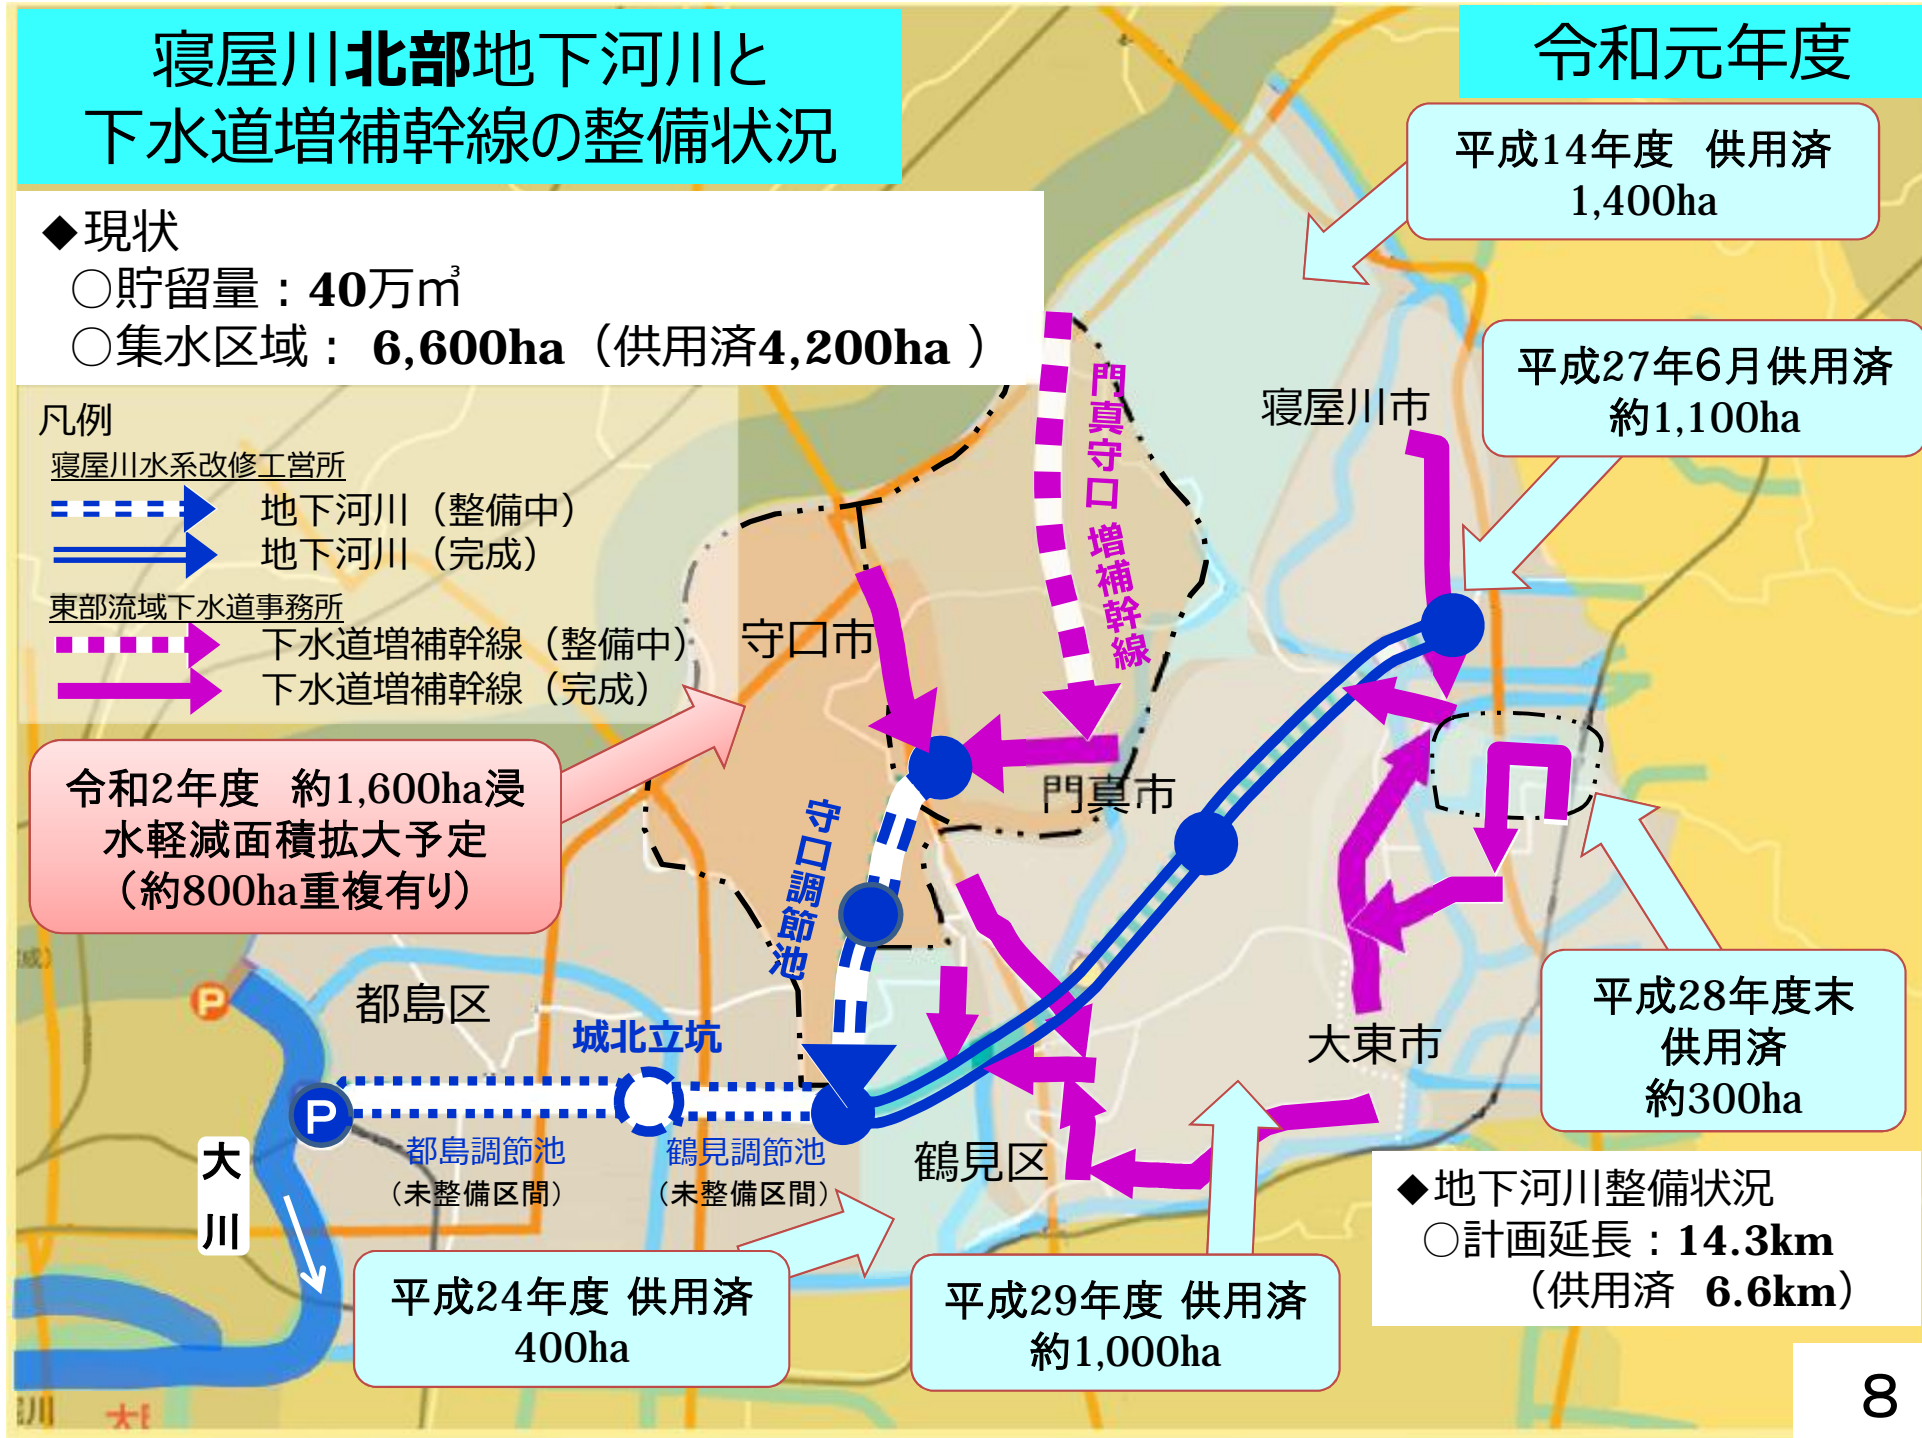 寝屋川北部地下河川と
下水道増補幹線の整備状況
令和元年度
◆現状
○貯留量：40万㎥
○集水区域： 6,600ha（供用済4,200ha ）
平成14年度 供用済
1,400ha
平成27年6月供用済
約1,100ha
凡例
寝屋川水系改修工営所
地下河川（整備中）
地下河川（完成）
東部流域下水道事務所
下水道増補幹線（整備中）
下水道増補幹線（完成）
門真守口 増補幹線
寝屋川市
守口市
門真市
令和2年度 約1,600ha浸
水軽減面積拡大予定
（約800ha重複有り）
守口調節池
都島区
城北立坑
大東市
平成28年度末
供用済
約300ha
P
P
都島調節池
（未整備区間）
鶴見調節池
（未整備区間）
鶴見区
大川
平成24年度 供用済
400ha
平成29年度 供用済
約1,000ha
◆地下河川整備状況
○計画延長：14.3km
（供用済 6.6km）
8